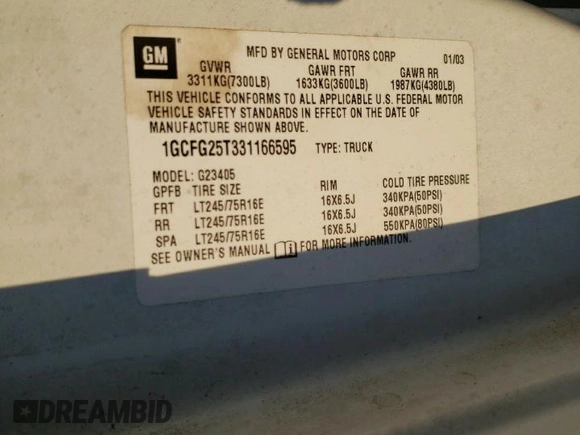 GM
MFD BY GENERAL MOTORS CORP 01/03
GVWR GAWR FRT GAWR RR
3311KG(7300LB) 1633KG(3600LB) 1987KG(4380LB)
THIS VEHICLE CONFORMS TO ALL APPLICABLE U.S. FEDERAL MOTOR
VEHICLE SAFETY STANDARDS IN EFFECT ON THE DATE OF
MANUFACTURE SHOWN ABOVE.
1GCFG25T331166595 TYPE: TRUCK
MODEL: G23405
GPFB TIRE SIZE RIM COLD TIRE PRESSURE
FRT LT245/75R16E 16X6.5J 340KPA(50PSI)
RR LT245/75R16E 16X6.5J 340KPA(50PSI)
SPA LT245/75R16E 16X6.5J 550KPA(80PSI)
SEE OWNER'S MANUAL i FOR MORE INFORMATION.
DREAMBID